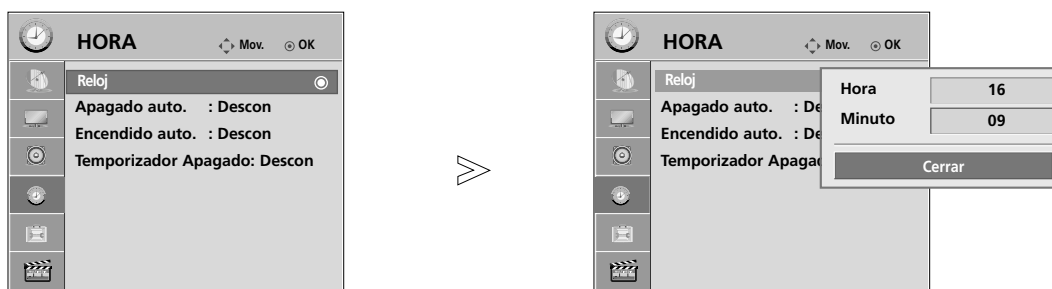 HORA Mov. OK
Reloj
Apagado auto. : Descon
Encendido auto. : Descon
Temporizador Apagado: Descon
HORA Mov. OK
Reloj
Apagado auto. : De
Encendido auto. : De
Temporizador Apaga
Hora 16
Minuto 09
Cerrar